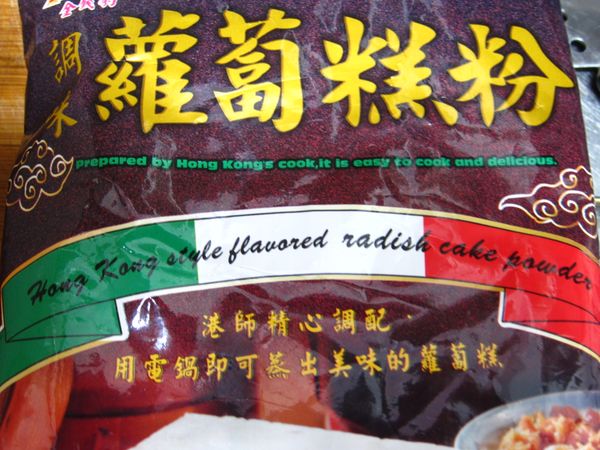 調味
蘿蔔糕粉
prepared by Hong Kong's cook,it is easy to cook and delicious.
Hong Kong style flavored radish cake powder
港師精心調配.
用電鍋即可蒸出美味的蘿蔔糕